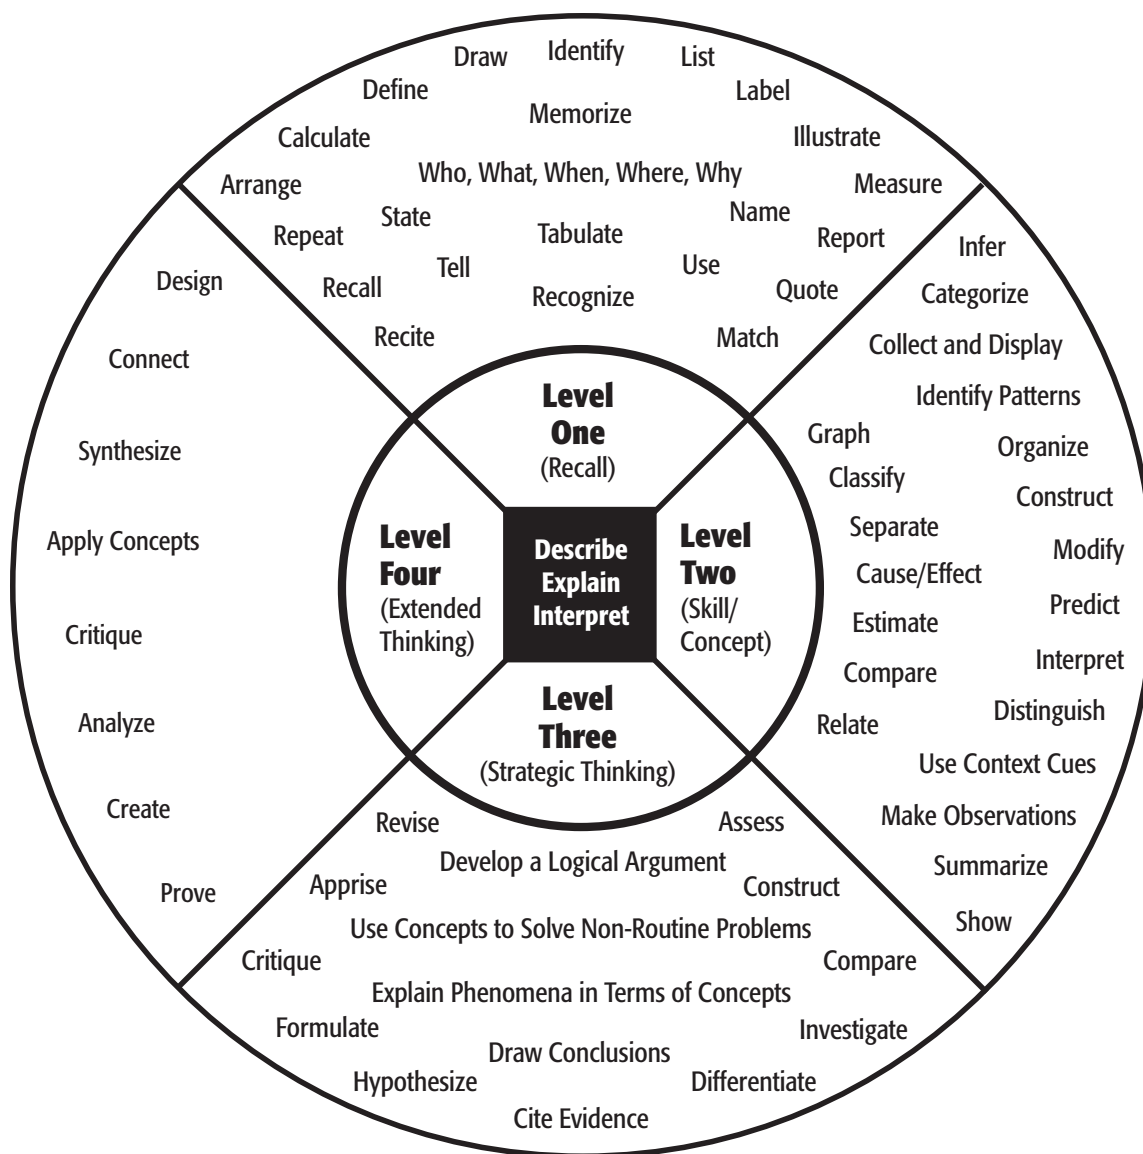 Draw
Identify
List
Define
Label
Memorize
Calculate
Illustrate
Who, What, When, Where, Why
Arrange
Measure
State
Name
Repeat
Tabulate
Report
Tell
Use
Recall
Recognize
Quote
Recite
Match
Level
One
(Recall)
Infer
Categorize
Collect and Display
Identify Patterns
Graph
Organize
Classify
Construct
Separate
Modify
Cause/Effect
Predict
Estimate
Interpret
Compare
Distinguish
Relate
Use Context Cues
Make Observations
Summarize
Show
Level
Two
(Skill/
Concept)
Describe
Explain
Interpret
Level
Three
(Strategic Thinking)
Revise
Assess
Develop a Logical Argument
Apprise
Construct
Use Concepts to Solve Non-Routine Problems
Critique
Compare
Explain Phenomena in Terms of Concepts
Formulate
Investigate
Draw Conclusions
Hypothesize
Differentiate
Cite Evidence
Level
Four
(Extended
Thinking)
Design
Connect
Synthesize
Apply Concepts
Critique
Analyze
Create
Prove